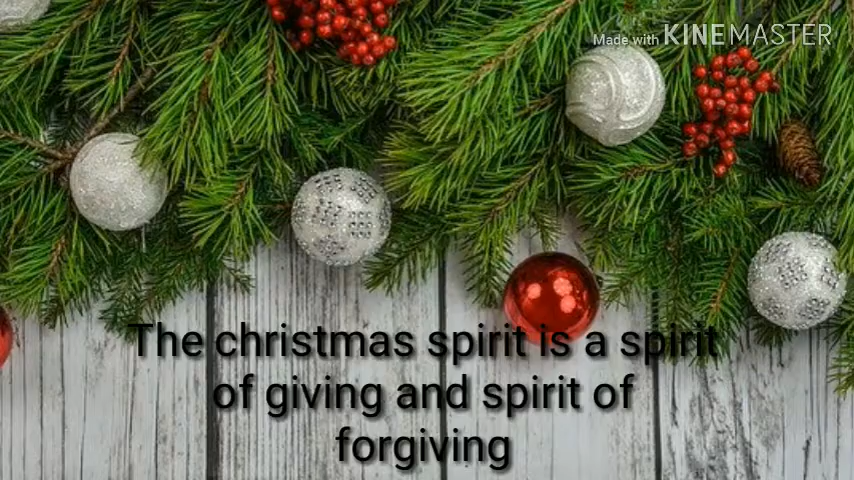 Made with KINEMASTER
The christmas spirit is a spirit
of giving and spirit of
forgiving